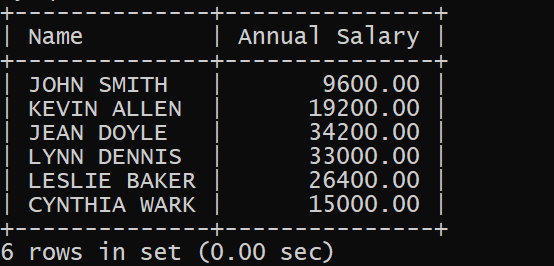 +--------------+---------------+
| Name         | Annual Salary |
+--------------+---------------+
| JOHN SMITH   |       9600.00 |
| KEVIN ALLEN  |      19200.00 |
| JEAN DOYLE   |      34200.00 |
| LYNN DENNIS  |      33000.00 |
| LESLIE BAKER |      26400.00 |
| CYNTHIA WARK |      15000.00 |
+--------------+---------------+
6 rows in set (0.00 sec)